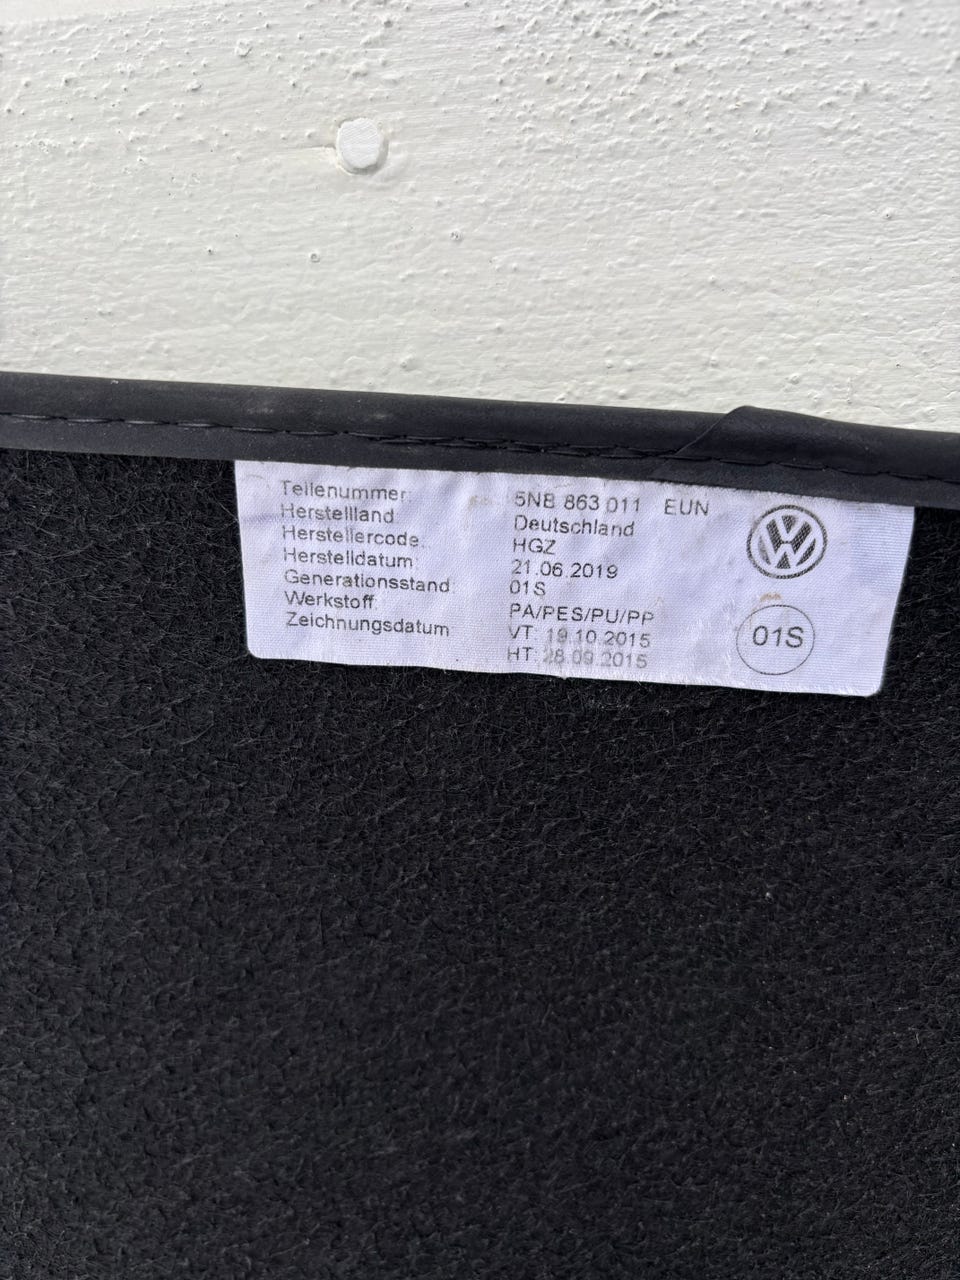 Teilenummer: 5NB 863 011 EUN
Herstellland Deutschland
Herstellercode: HGZ
Herstelldatum: 21.06.2019
Generationsstand: 01S
Werkstoff: PA/PES/PU/PP
Zeichnungsdatum VT: 19.10.2015
HT: 28.09.2015
VW
01S